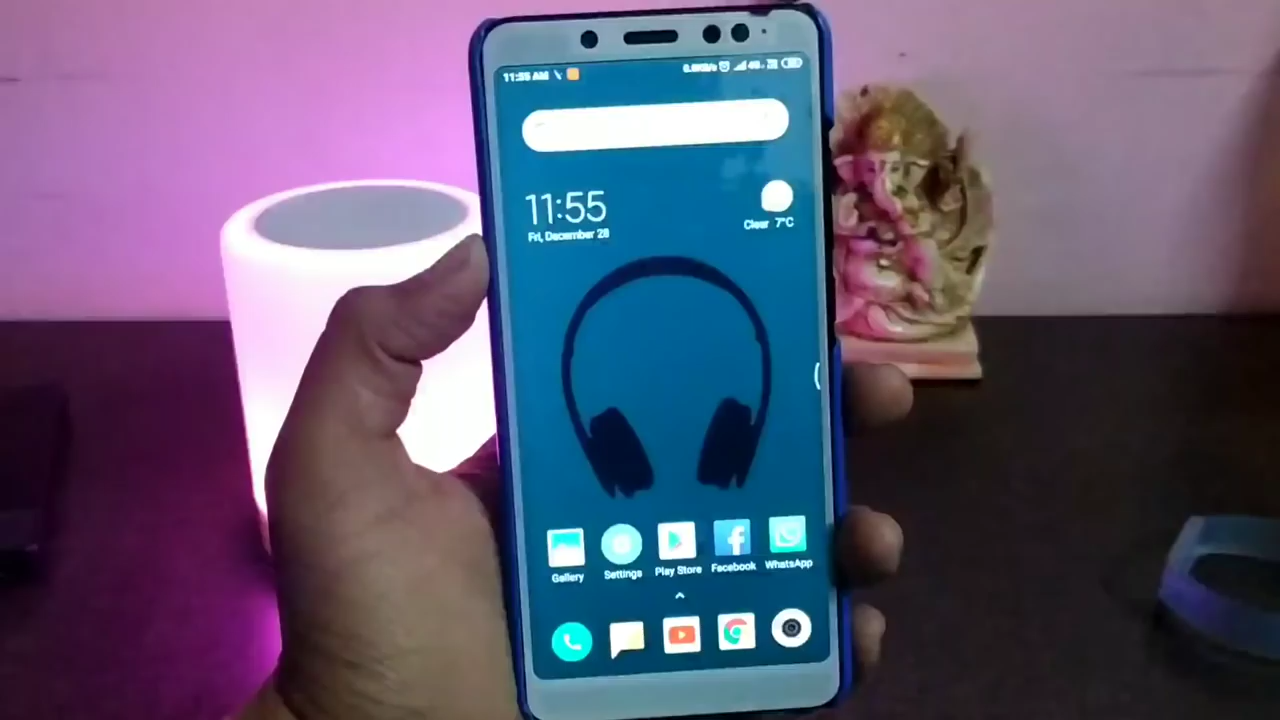 11:55 AM
11:55
Fri, December 28
Clear 7°C
Gallery
Settings
Play Store
Facebook
WhatsApp